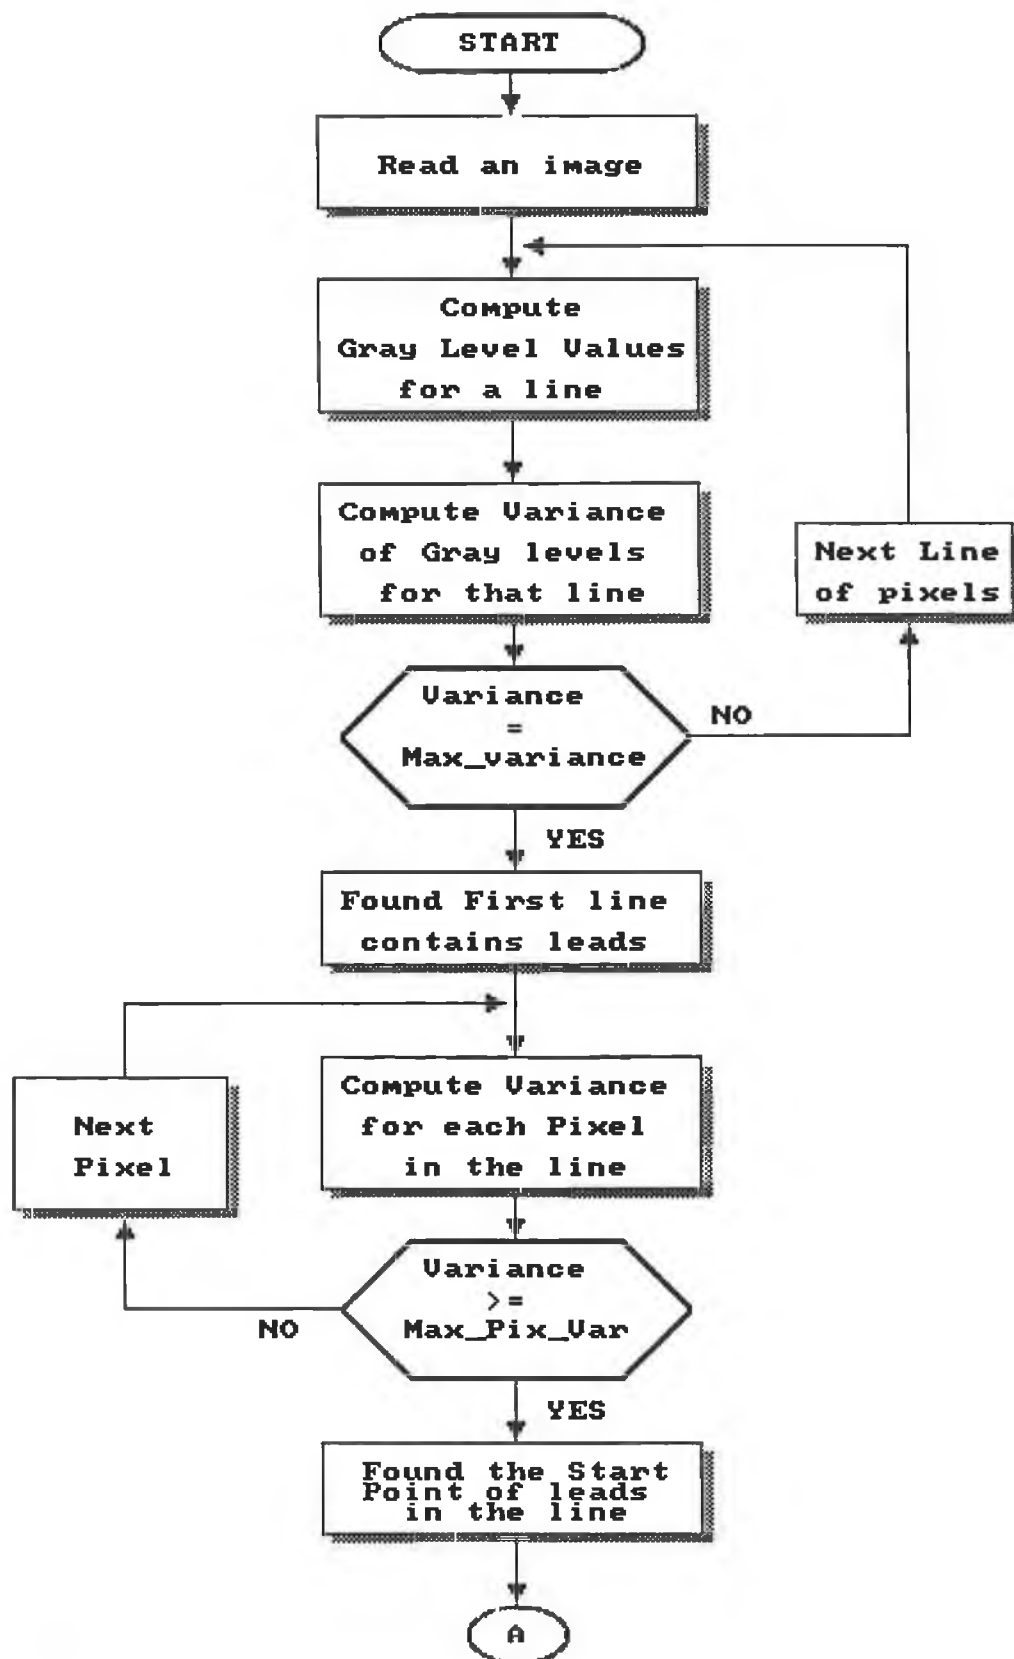 START
Read an image
Compute
Gray Level Values
for a line
Compute Variance
of Gray levels
for that line
Next Line
of pixels
Variance
=
Max_variance
NO
YES
Found First line
contains leads
Compute Variance
for each Pixel
in the line
Next
Pixel
Variance
>=
Max_Pix_Var
NO
YES
Found the Start
Point of leads
in the line
A